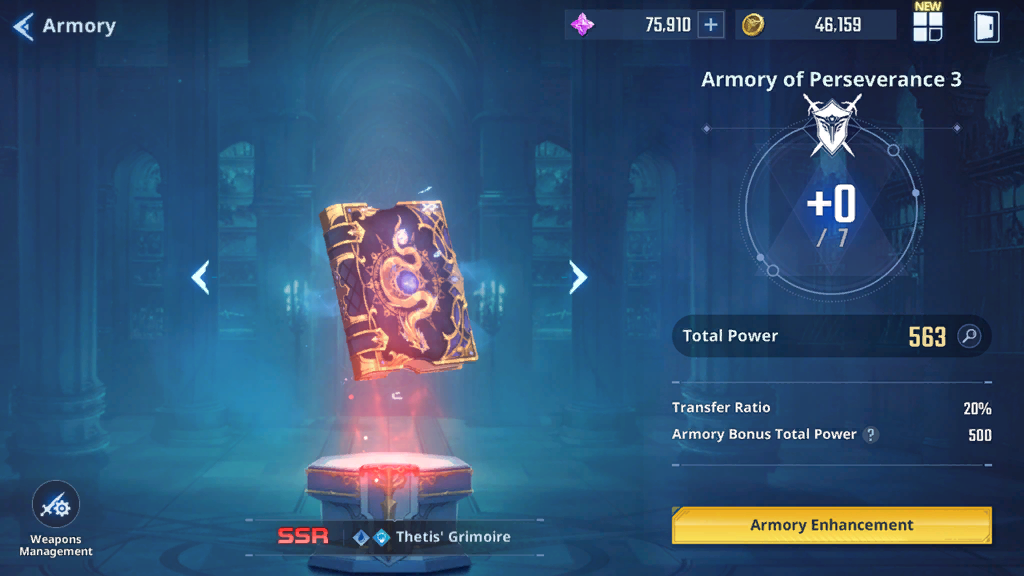 Armory
75,910
46,159
NEW
Armory of Perseverance 3
+0
/ 7
Total Power 563
Transfer Ratio 20%
Armory Bonus Total Power ? 500
Armory Enhancement
SSR Thetis' Grimoire
Weapons
Management